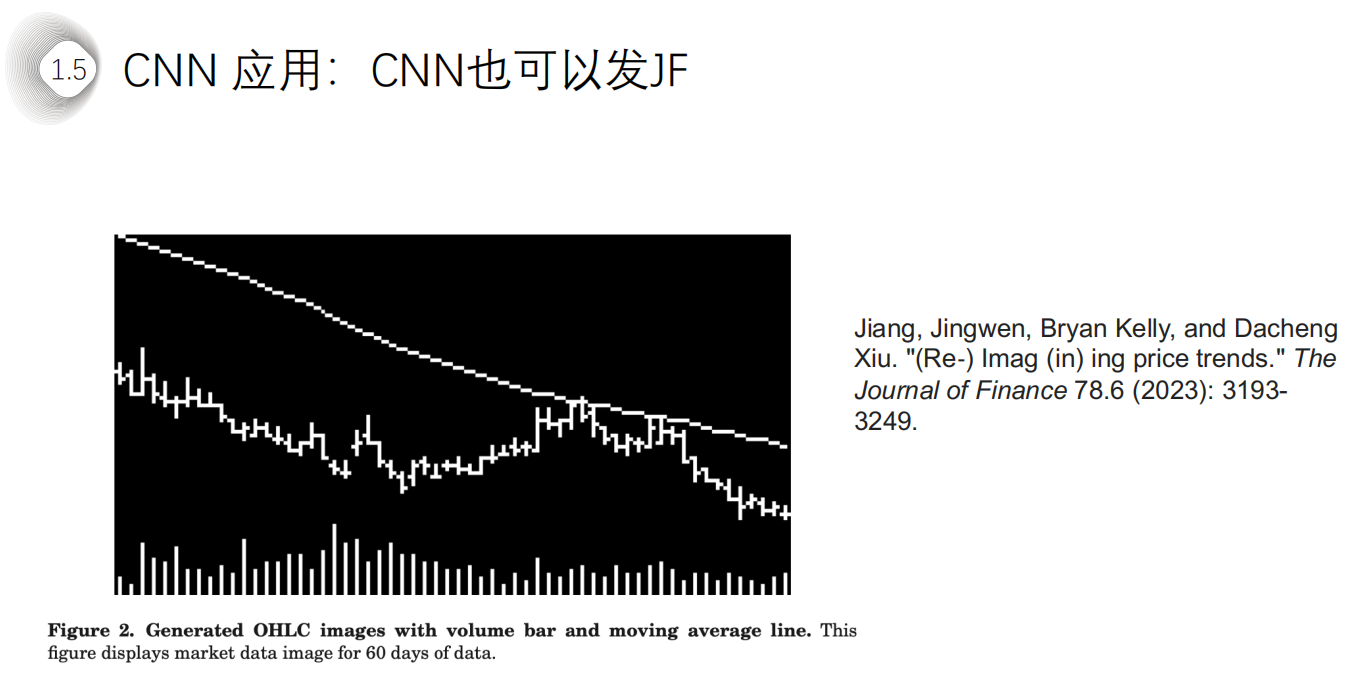 1.5
CNN 应用：CNN也可以发JF
Jiang, Jingwen, Bryan Kelly, and Dacheng
Xiu. "(Re-) Imag (in) ing price trends." The
Journal of Finance 78.6 (2023): 3193-
3249.
Figure 2. Generated OHLC images with volume bar and moving average line. This
figure displays market data image for 60 days of data.